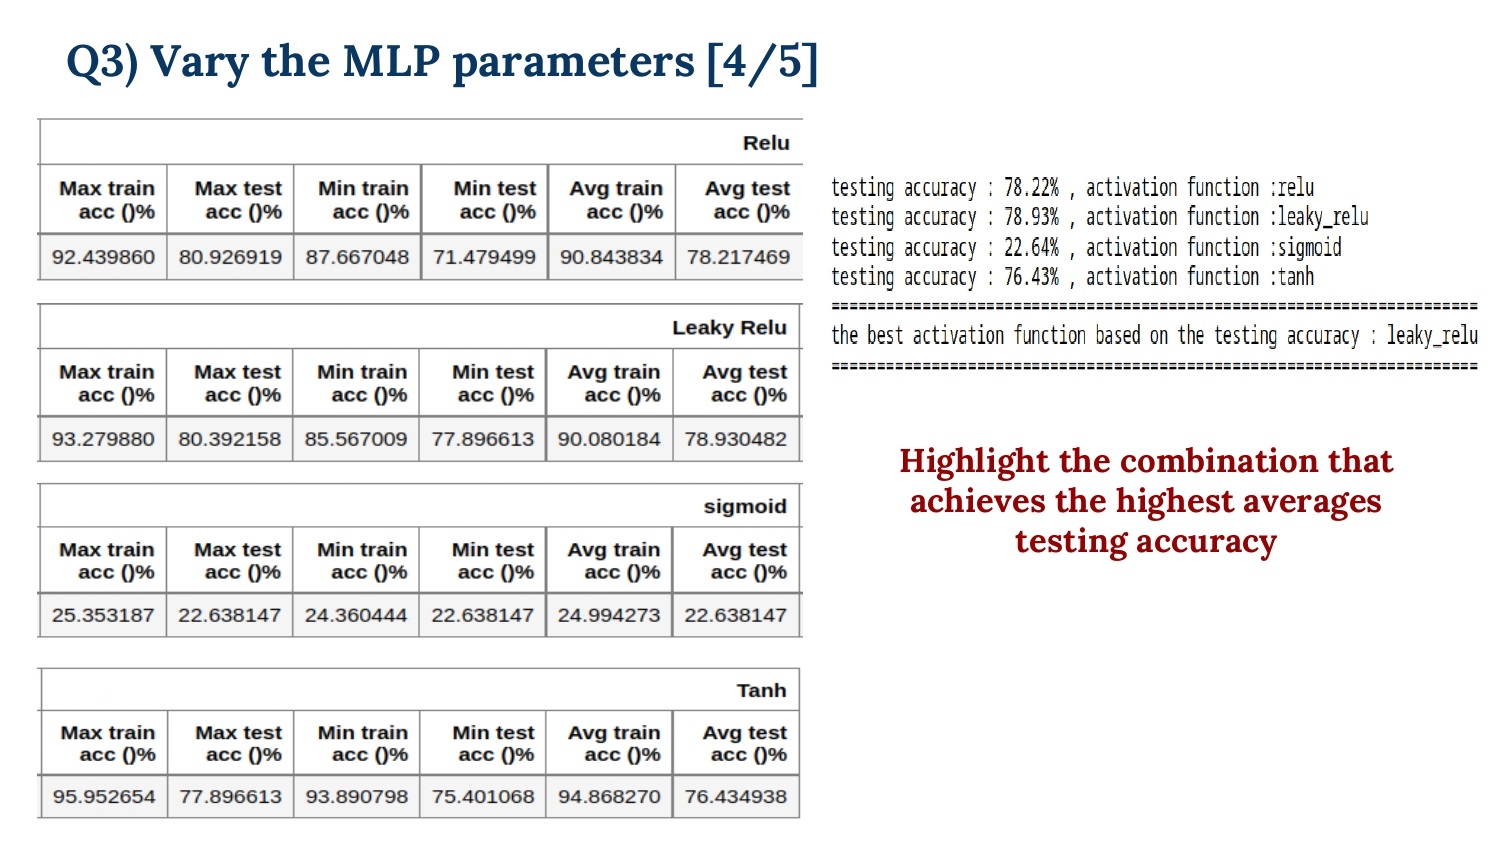 Q3) Vary the MLP parameters [4/5]
Relu
Max train acc ()% Max test acc ()% Min train acc ()% Min test acc ()% Avg train acc ()% Avg test acc ()%
92.439860 80.926919 87.667048 71.479499 90.843834 78.217469
Leaky Relu
Max train acc ()% Max test acc ()% Min train acc ()% Min test acc ()% Avg train acc ()% Avg test acc ()%
93.279880 80.392158 85.567009 77.896613 90.080184 78.930482
sigmoid
Max train acc ()% Max test acc ()% Min train acc ()% Min test acc ()% Avg train acc ()% Avg test acc ()%
25.353187 22.638147 24.360444 22.638147 24.994273 22.638147
Tanh
Max train acc ()% Max test acc ()% Min train acc ()% Min test acc ()% Avg train acc ()% Avg test acc ()%
95.952654 77.896613 93.890798 75.401068 94.868270 76.434938
testing accuracy : 78.22% , activation function :relu
testing accuracy : 78.93% , activation function :leaky_relu
testing accuracy : 22.64% , activation function :sigmoid
testing accuracy : 76.43% , activation function :tanh
========================================================================
the best activation function based on the testing accuracy : leaky_relu
========================================================================
Highlight the combination that
achieves the highest averages
testing accuracy